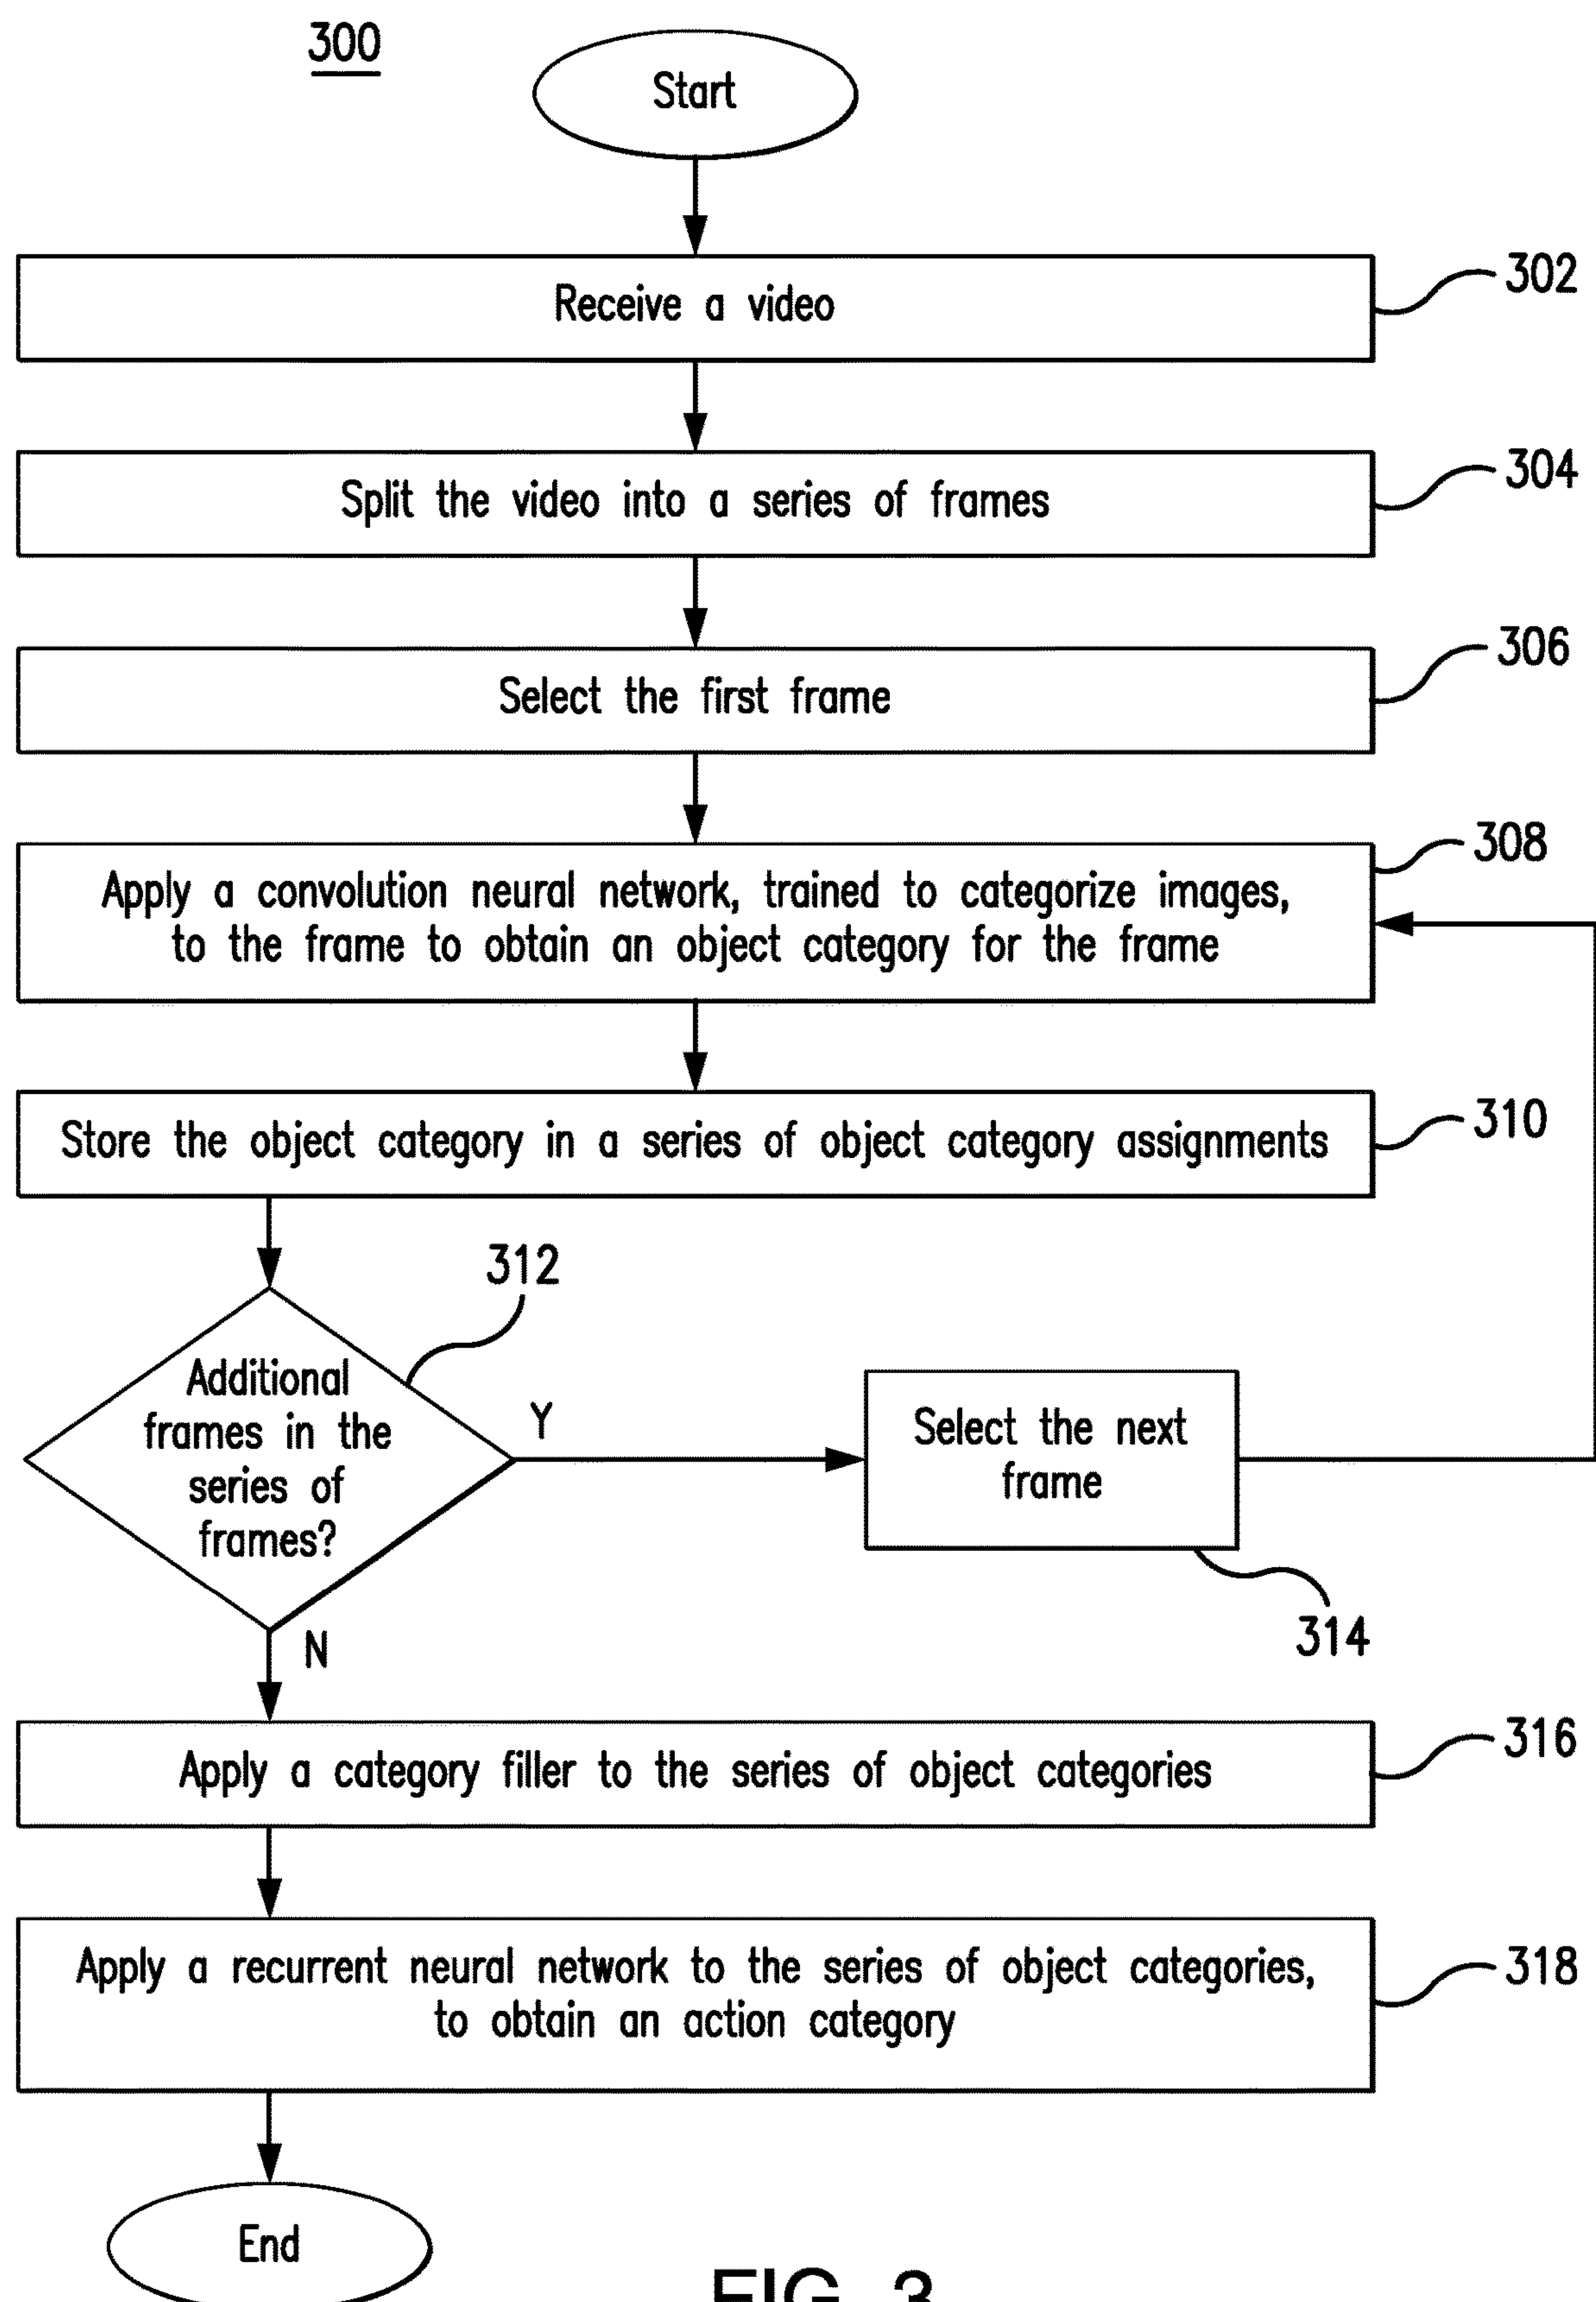 300
Start
Receive a video
302
Split the video into a series of frames
304
Select the first frame
306
Apply a convolution neural network, trained to categorize images,
to the frame to obtain an object category for the frame
308
Store the object category in a series of object category assignments
310
312
Additional
frames in the
series of
frames?
Y
Select the next
frame
314
N
Apply a category filler to the series of object categories
316
Apply a recurrent neural network to the series of object categories,
to obtain an action category
318
End
FIG. 3